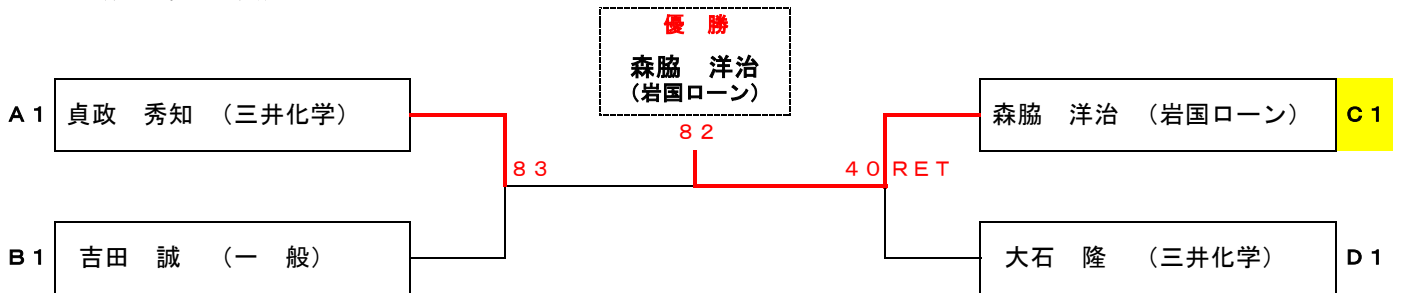 優　勝
森脇　洋治
（岩国ローン）
Ａ１ 貞政　秀知　（三井化学） 森脇　洋治　（岩国ローン） Ｃ１
８２
８３ ４０ＲＥＴ
Ｂ１ 吉田　誠　（一　般） 大石　隆　（三井化学） Ｄ１